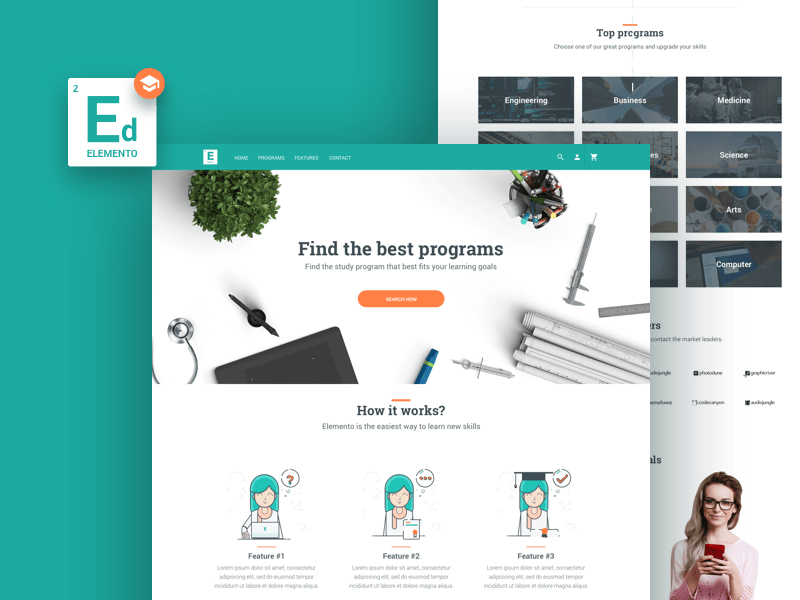 2
Ed
ELEMENTO
E
HOME
PROGRAMS
FEATURES
CONTACT
Find the best programs
Find the study program that best fits your learning goals
SEARCH NOW
How it works?
Elemento is the easiest way to learn new skills
Feature #1
Lorem ipsum dolor sit amet, consectetur
adipisicing elit, sed do eiusmod tempor
incididunt ut labore et dolore magna aliqua.
Feature #2
Lorem ipsum dolor sit amet, consectetur
adipisicing elit, sed do eiusmod tempor
incididunt ut labore et dolore magna aliqua.
Feature #3
Lorem ipsum dolor sit amet, consectetur
adipisicing elit, sed do eiusmod tempor
incididunt ut labore et dolore magna aliqua.
Top programs
Choose one of our great programs and upgrade your skills
Engineering
Business
Medicine
es
Science
Arts
Computer
ers
contact the market leaders.
photodune
graphicriver
codecanyon
audiojungle
als